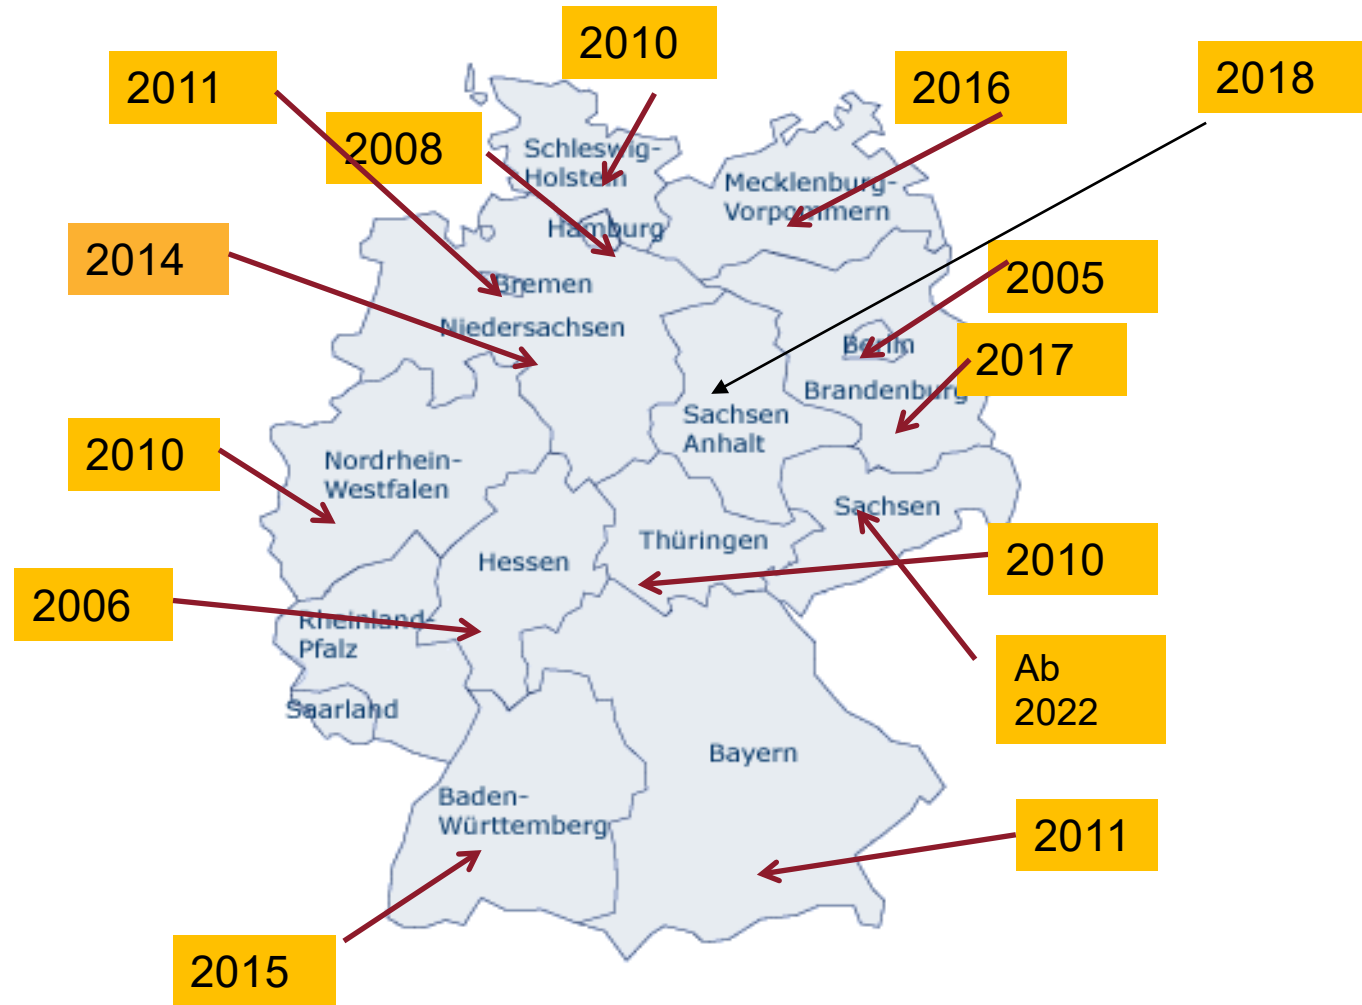 2010
2011
2018
2016
2008
Schleswig-
Holstein
Mecklenburg-
Vorpommern
Hamburg
2014
2005
Bremen
Niedersachsen
Berlin
2017
Brandenburg
Sachsen
Anhalt
2010
Nordrhein-
Westfalen
Sachsen
Thüringen
Hessen
2010
2006
Rheinland-
Pfalz
Ab
2022
Saarland
Bayern
Baden-
Württemberg
2011
2015